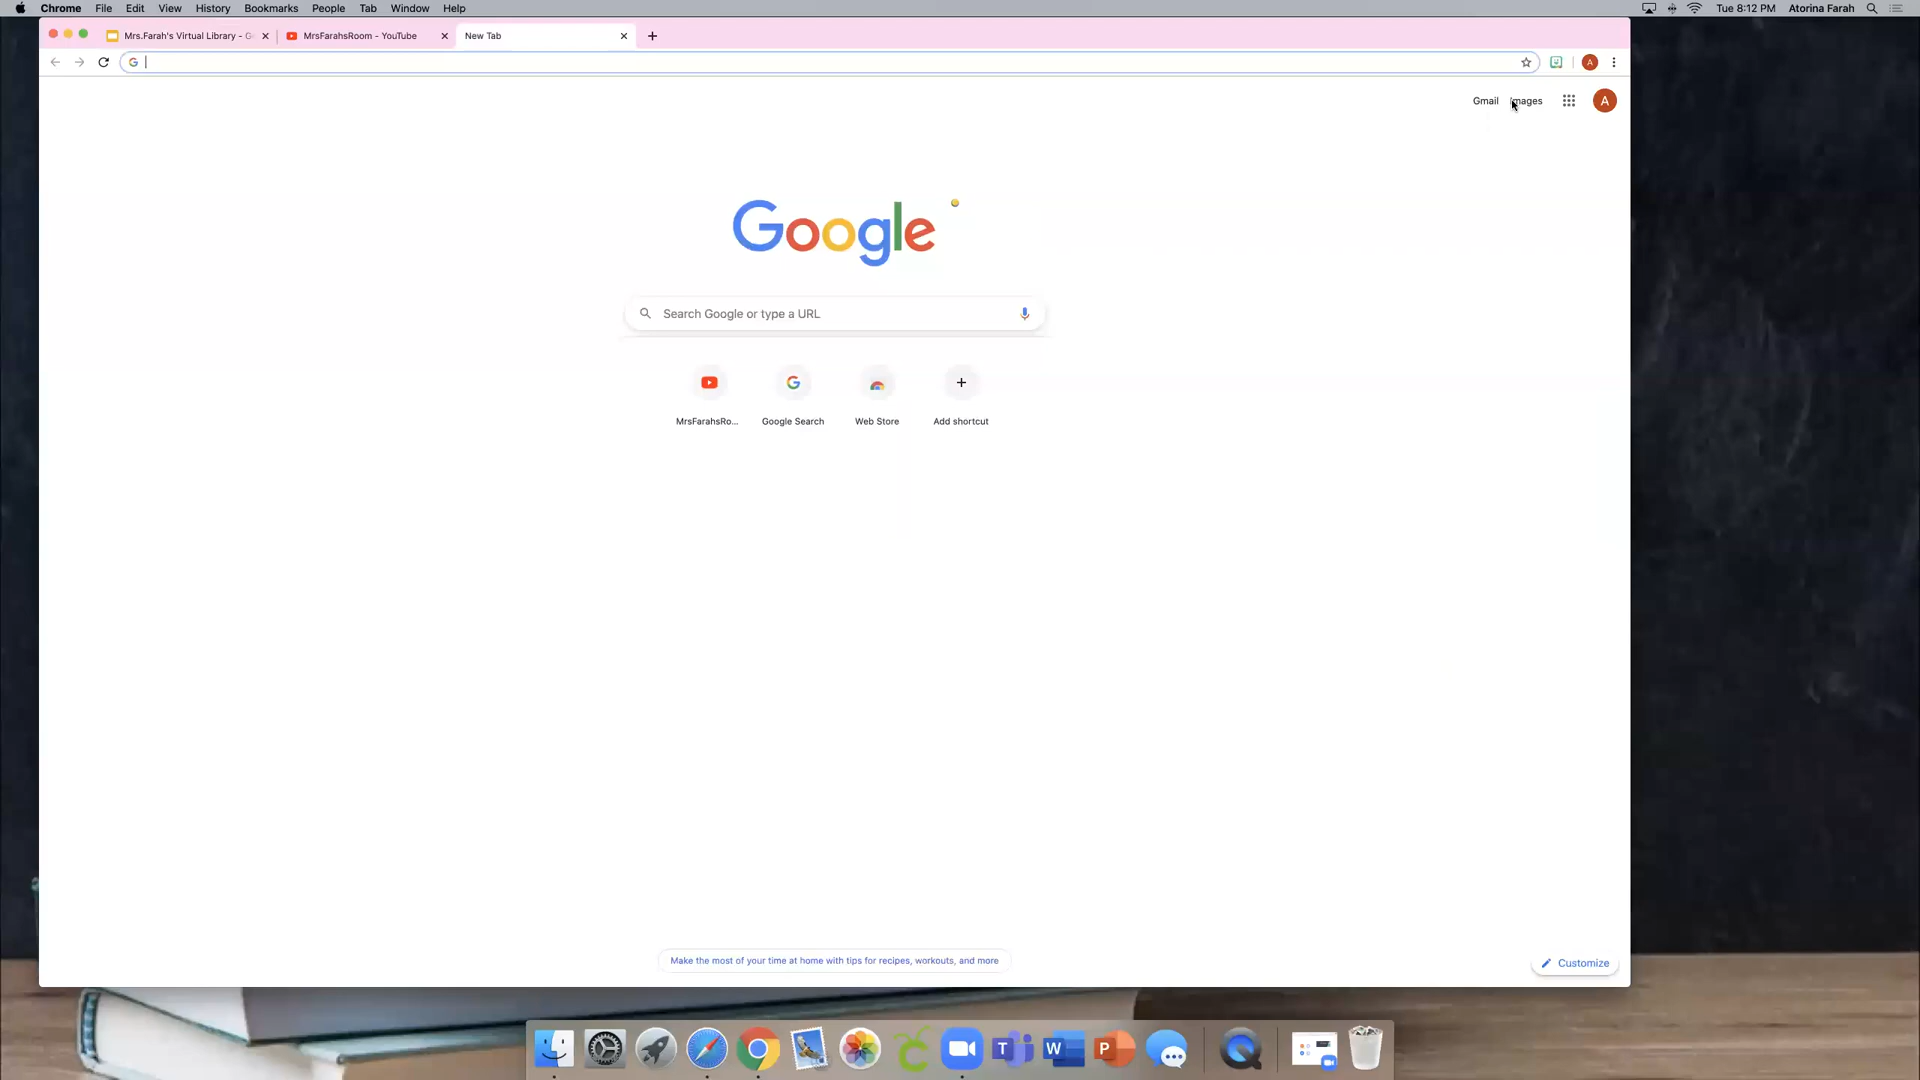 Chrome File Edit View History Bookmarks People Tab Window Help Tue 8:12 PM Atorina Farah
Mrs.Farah's Virtual Library - G MrsFarahsRoom - YouTube New Tab
Gmail Images A
Google
Search Google or type a URL
MrsFarahsRo... Google Search Web Store Add shortcut
Make the most of your time at home with tips for recipes, workouts, and more
Customize